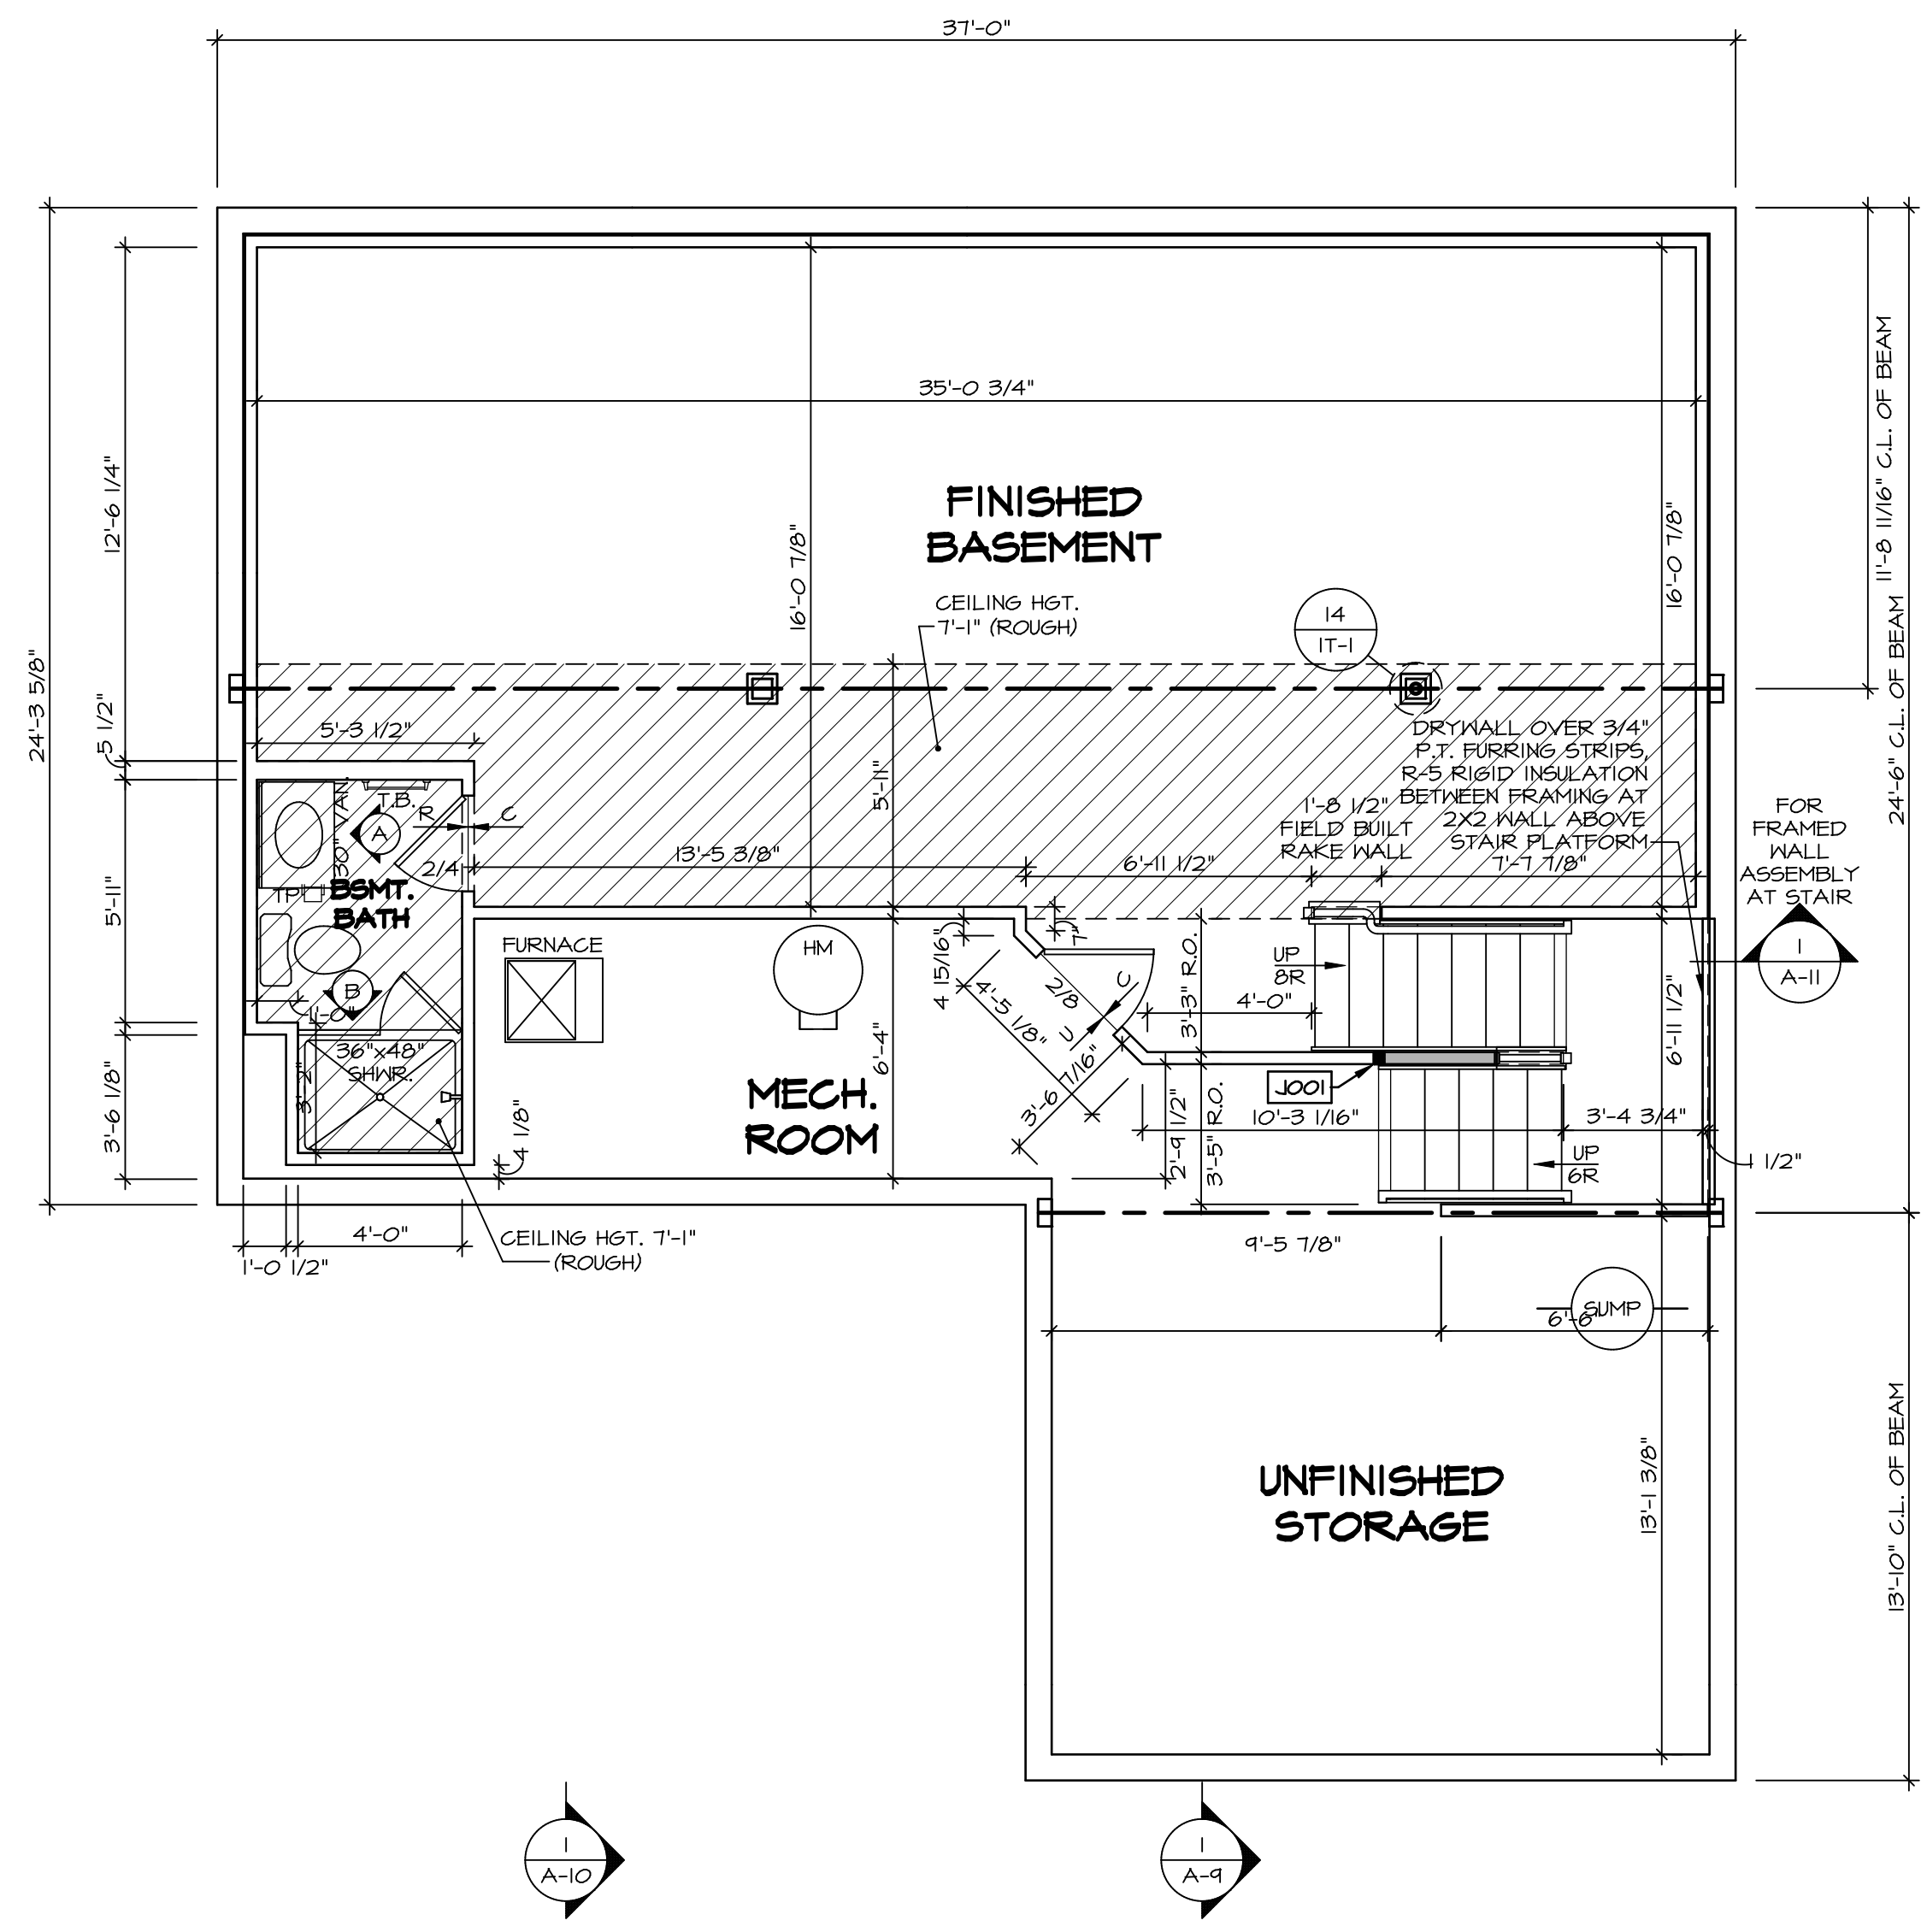 37'-0"
35'-0 3/4"
24'-3 5/8"
12'-6 1/4"
5 1/2"
5'-11"
3'-6 1/8"
16'-0 7/8"
16'-0 7/8"
11'-8 11/16" C.L. OF BEAM
24'-6" C.L. OF BEAM
13'-10" C.L. OF BEAM
FINISHED
BASEMENT
CEILING HGT.
7'-1" (ROUGH)
14
1T-1
DRYWALL OVER 3/4"
P.T. FURRING STRIPS,
R-5 RIGID INSULATION
BETWEEN FRAMING AT
2X2 WALL ABOVE
STAIR PLATFORM
1'-8 1/2"
FIELD BUILT
RAKE WALL
FOR
FRAMED
WALL
ASSEMBLY
AT STAIR
1
A-11
5'-3 1/2"
5'-11"
13'-5 3/8"
6'-11 1/2"
7'-7 7/8"
30" VAN.
T.B.
R
C
A
2/4
TP
BSMT.
BATH
B
1'-0"
36"x48"
SHWR.
3'-2"
FURNACE
HM
6'-4"
4 15/16"
7"
4'-5 1/8"
2/8
C
U
3'-6 7/16"
MECH.
ROOM
4 1/8"
3'-3" R.O.
4'-0"
UP
8R
6'-11 1/2"
J001
10'-3 1/16"
3'-4 3/4"
2'-9 1/2"
3'-5" R.O.
UP
6R
1 1/2"
4'-0"
1'-0 1/2"
CEILING HGT. 7'-1"
(ROUGH)
9'-5 7/8"
SUMP
6'-6"
UNFINISHED
STORAGE
13'-1 3/8"
1
A-10
1
A-9